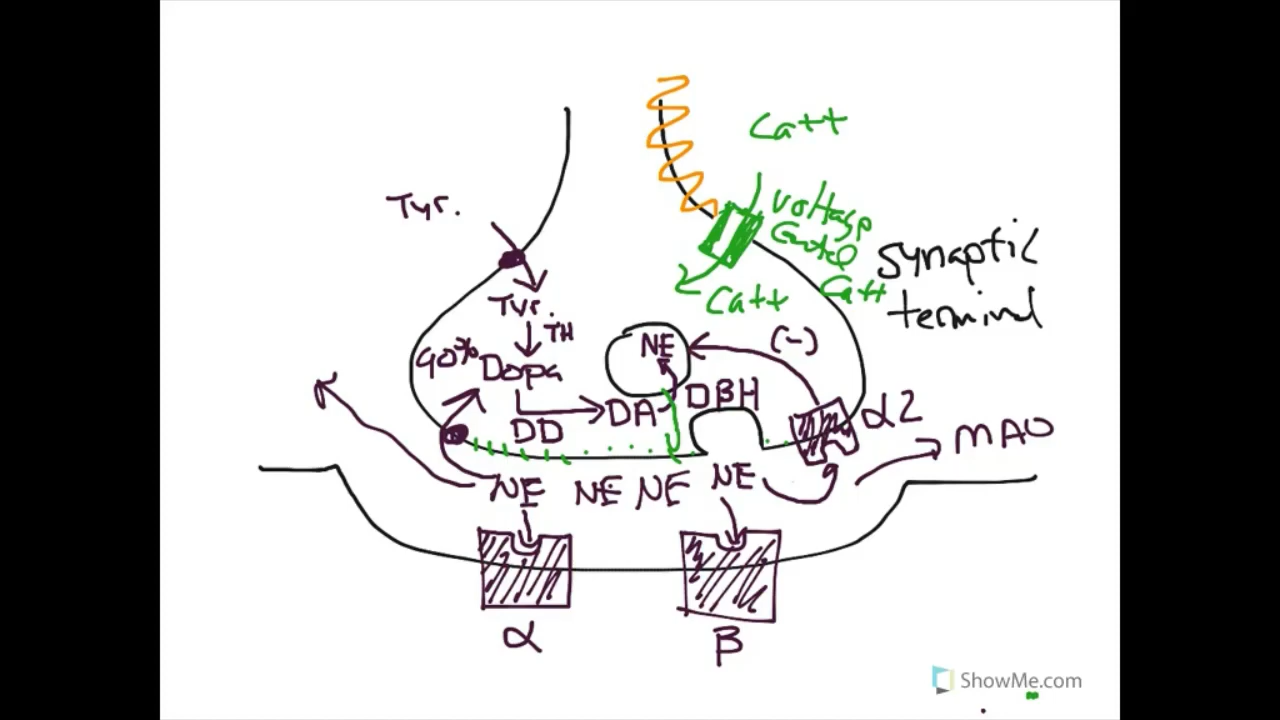 Ca++
Tyr.
voltage
Gated
Ca++
synaptic
terminal
Ca++
Tyr.
TH
NE
(-)
90%
Dopa
DA
DBH
α2
DD
MAO
NE NE NE NE
α
β
ShowMe.com